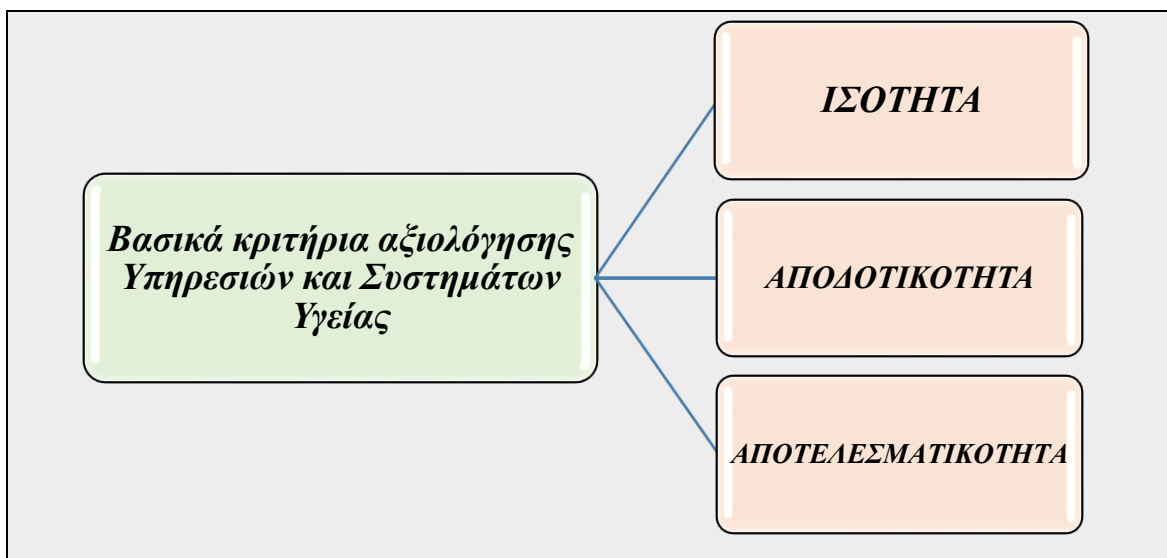 Βασικά κριτήρια αξιολόγησης
Υπηρεσιών και Συστημάτων
Υγείας
ΙΣΟΤΗΤΑ
ΑΠΟΔΟΤΙΚΟΤΗΤΑ
ΑΠΟΤΕΛΕΣΜΑΤΙΚΟΤΗΤΑ